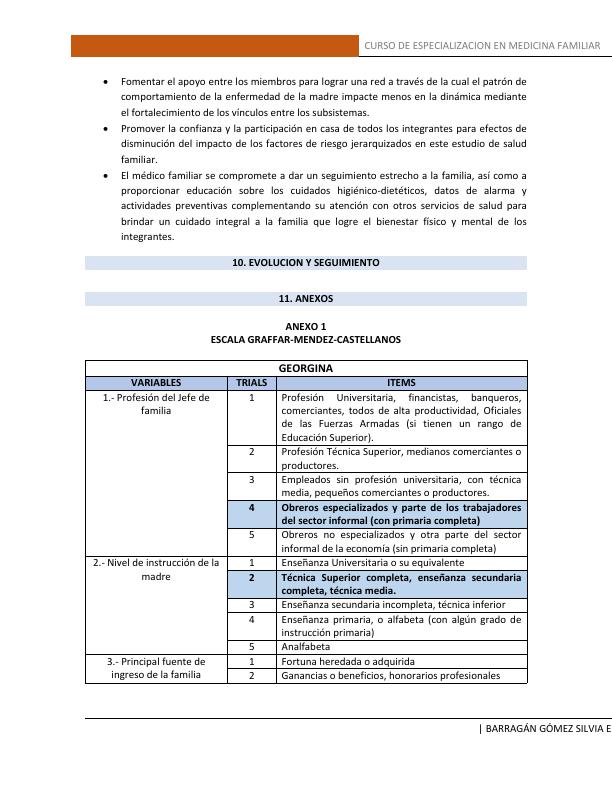 CURSO DE ESPECIALIZACION EN MEDICINA FAMILIAR
• Fomentar el apoyo entre los miembros para lograr una red a través de la cual el patrón de
comportamiento de la enfermedad de la madre impacte menos en la dinámica mediante
el fortalecimiento de los vínculos entre los subsistemas.
• Promover la confianza y la participación en casa de todos los integrantes para efectos de
disminución del impacto de los factores de riesgo jerarquizados en este estudio de salud
familiar.
• El médico familiar se compromete a dar un seguimiento estrecho a la familia, así como a
proporcionar educación sobre los cuidados higiénico-dietéticos, datos de alarma y
actividades preventivas complementando su atención con otros servicios de salud para
brindar un cuidado integral a la familia que logre el bienestar físico y mental de los
integrantes.
10. EVOLUCION Y SEGUIMIENTO
11. ANEXOS
ANEXO 1
ESCALA GRAFFAR-MENDEZ-CASTELLANOS
GEORGINA
VARIABLES TRIALS ITEMS
1.- Profesión del Jefe de 1 Profesión Universitaria, financistas, banqueros,
familia comerciantes, todos de alta productividad, Oficiales
de las Fuerzas Armadas (si tienen un rango de
Educación Superior).
2 Profesión Técnica Superior, medianos comerciantes o
productores.
3 Empleados sin profesión universitaria, con técnica
media, pequeños comerciantes o productores.
4 Obreros especializados y parte de los trabajadores
del sector informal (con primaria completa)
5 Obreros no especializados y otra parte del sector
informal de la economía (sin primaria completa)
2.- Nivel de instrucción de la 1 Enseñanza Universitaria o su equivalente
madre 2 Técnica Superior completa, enseñanza secundaria
completa, técnica media.
3 Enseñanza secundaria incompleta, técnica inferior
4 Enseñanza primaria, o alfabeta (con algún grado de
instrucción primaria)
5 Analfabeta
3.- Principal fuente de 1 Fortuna heredada o adquirida
ingreso de la familia 2 Ganancias o beneficios, honorarios profesionales
| BARRAGÁN GÓMEZ SILVIA E